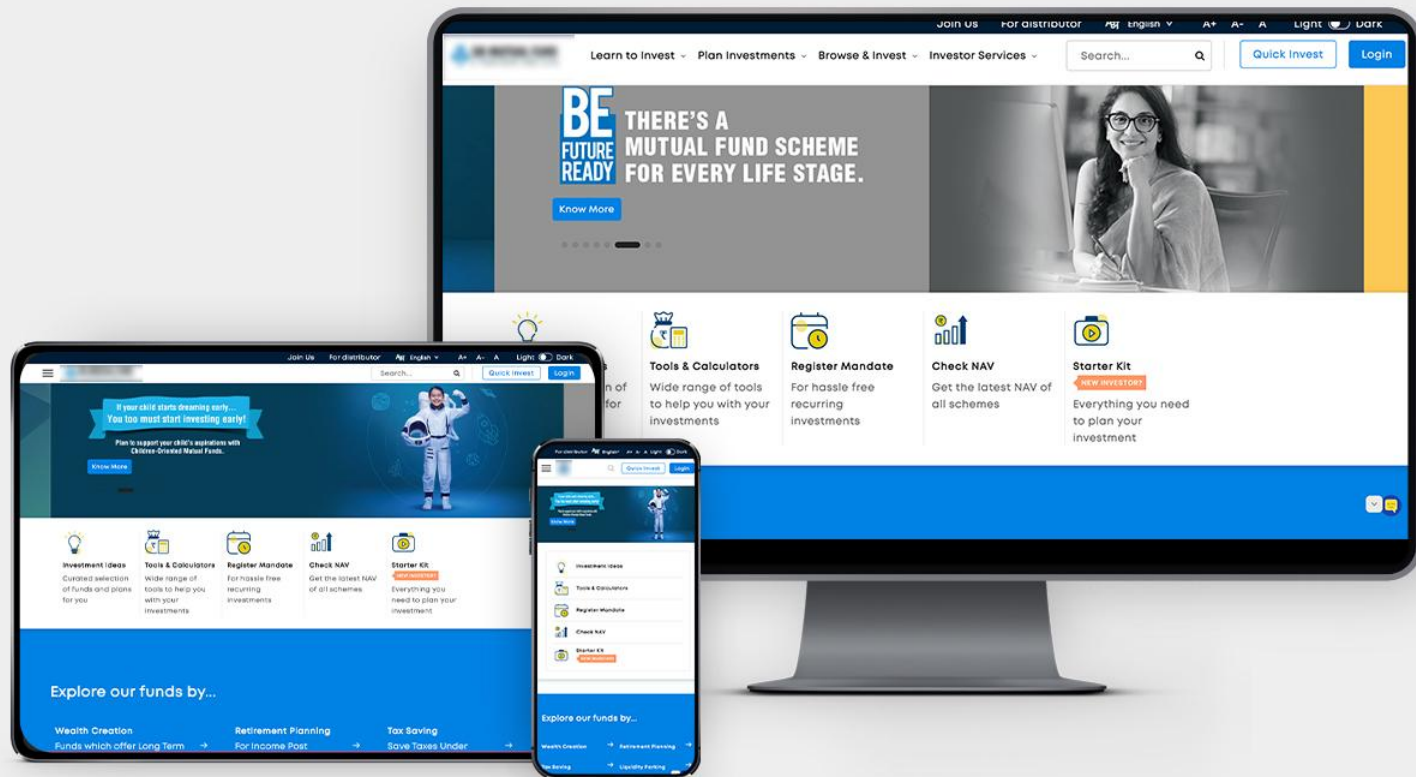 Join Us For distributor Aञ English A+ A- A Light Dark
Learn to Invest Plan Investments Browse & Invest Investor Services Search... Quick Invest Login
BE
FUTURE
READY
THERE'S A
MUTUAL FUND SCHEME
FOR EVERY LIFE STAGE.
Know More
Tools & Calculators
Wide range of tools
to help you with your
investments
Register Mandate
For hassle free
recurring
investments
Check NAV
Get the latest NAV of
all schemes
Starter Kit
NEW INVESTOR?
Everything you need
to plan your
investment
Join Us For distributor English A+ A- A Light Dark
Search... Quick Invest Login
If your child starts dreaming early...
You too must start investing early!
Plan to support your child's aspirations with
Children-Oriented Mutual Funds.
Know More
Investment Ideas
Curated selection
of funds and plans
for you
Tools & Calculators
Wide range of
tools to help you
with your
investments
Register Mandate
For hassle free
recurring
investments
Check NAV
Get the latest NAV
of all schemes
Starter Kit
NEW INVESTOR?
Everything you
need to plan your
investment
Explore our funds by...
Wealth Creation
Funds which offer Long Term →
Retirement Planning
For Income Post →
Tax Saving
Save Taxes Under →
For distributor English A+ A- A Light Dark
Quick Invest Login
Know More
Investment Ideas
Tools & Calculators
Register Mandate
Check NAV
Starter Kit
NEW INVESTOR?
Explore our funds by...
Wealth Creation → Retirement Planning →
Tax Saving → Liquidity Parking →